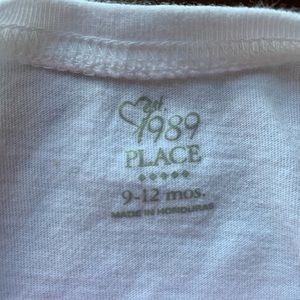 est.
1989
PLACE
9-12 mos.
MADE IN HONDURAS